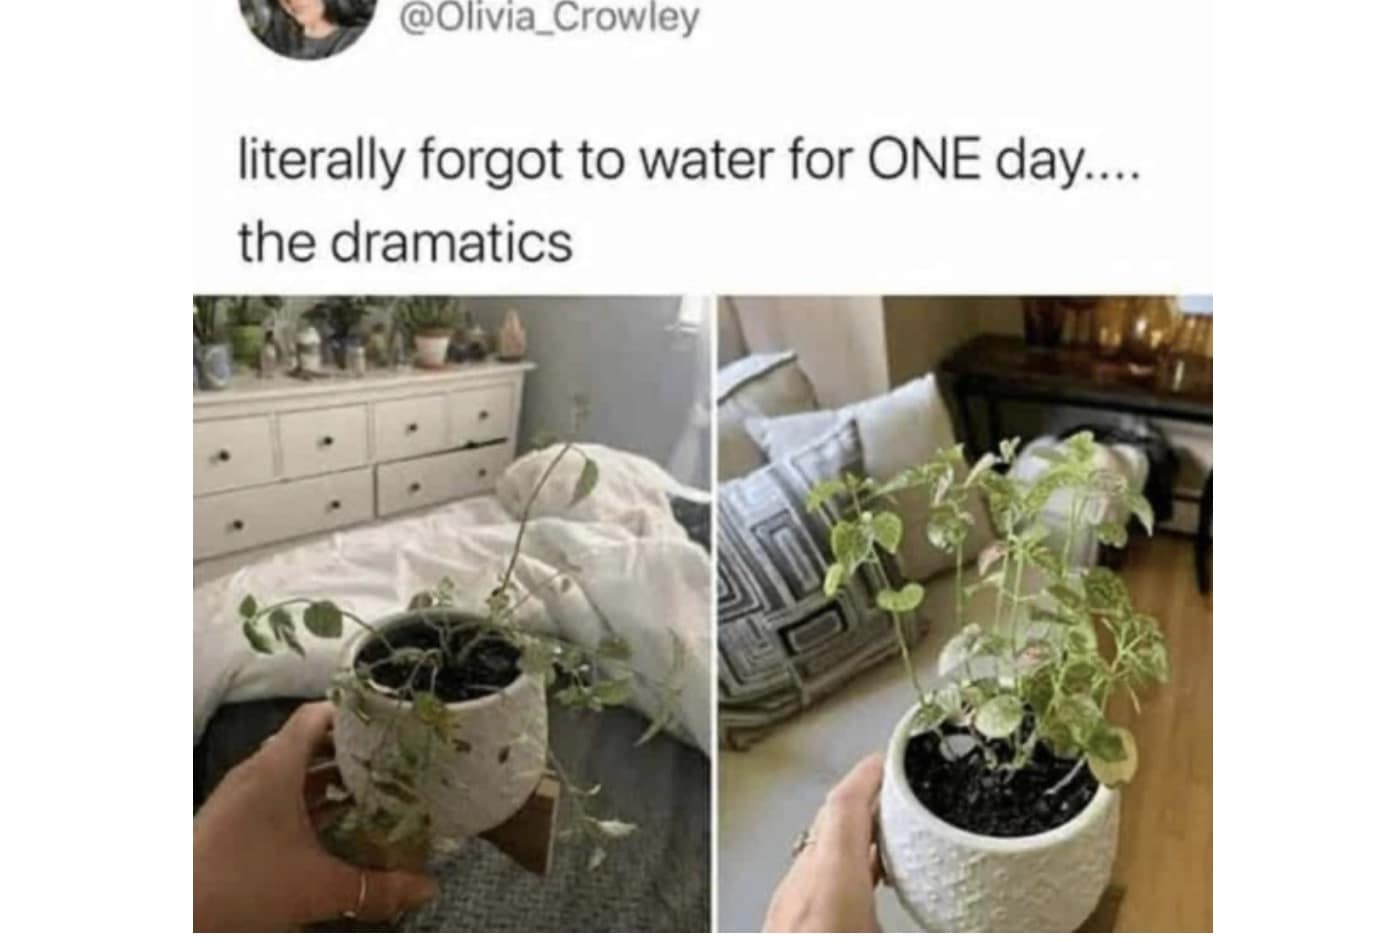 @Olivia_Crowley
literally forgot to water for ONE day....
the dramatics